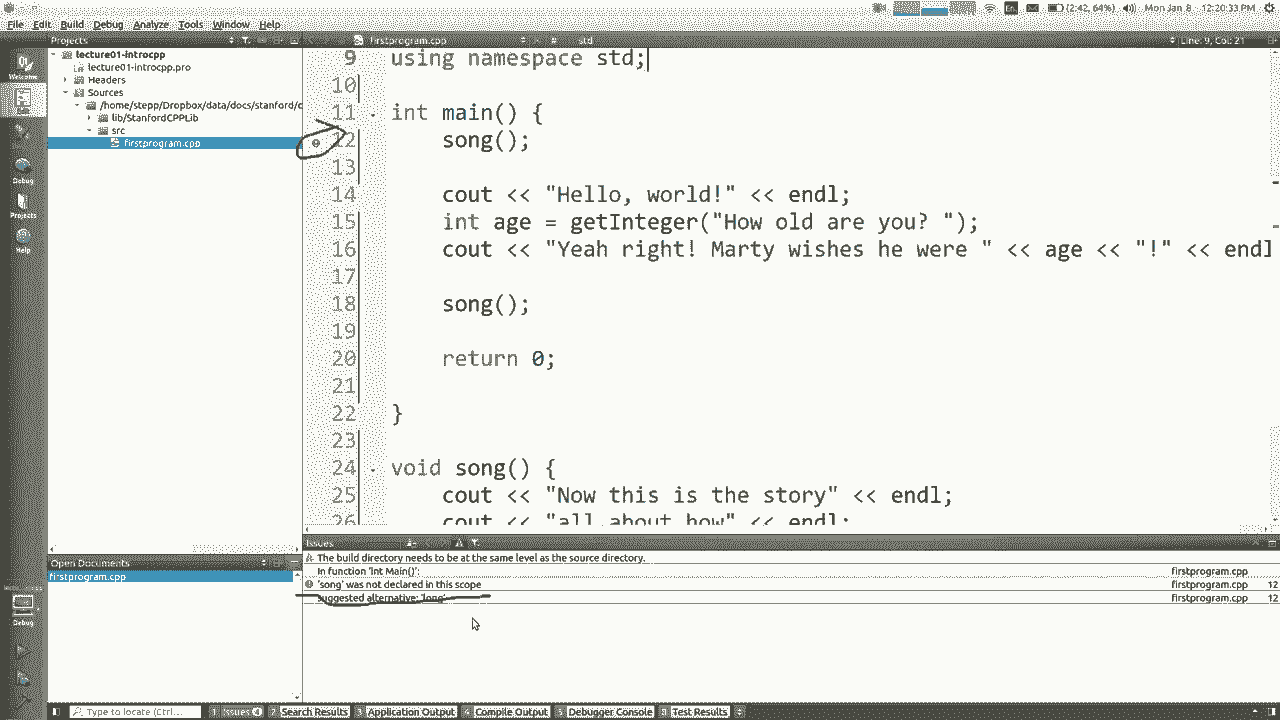 (2:42, 64%) Mon Jan 8 12:20:33 PM
File Edit Build Debug Analyze Tools Window Help
Projects firstprogram.cpp # std Line: 9, Col: 21
Welcome
lecture01-introcpp
lecture01-introcpp.pro
Headers
Sources
/home/stepp/Dropbox/data/docs/stanford/c
lib/StanfordCPPLib
src
firstprogram.cpp
Debug
Projects
Help
9 using namespace std;
10
11 int main() {
12 song();
13
14 cout << "Hello, world!" << endl;
15 int age = getInteger("How old are you? ");
16 cout << "Yeah right! Marty wishes he were " << age << "!" << endl
17
18 song();
19
20 return 0;
21
22 }
23
24 void song() {
25 cout << "Now this is the story" << endl;
26 cout << "all about how" << endl;
Issues
The build directory needs to be at the same level as the source directory.
In function 'int Main()': firstprogram.cpp
'song' was not declared in this scope firstprogram.cpp 12
suggested alternative: 'long' firstprogram.cpp 12
Open Documents
firstprogram.cpp
Debug
Type to locate (Ctrl... 1 Issues 4 2 Search Results 3 Application Output 4 Compile Output 5 Debugger Console 8 Test Results